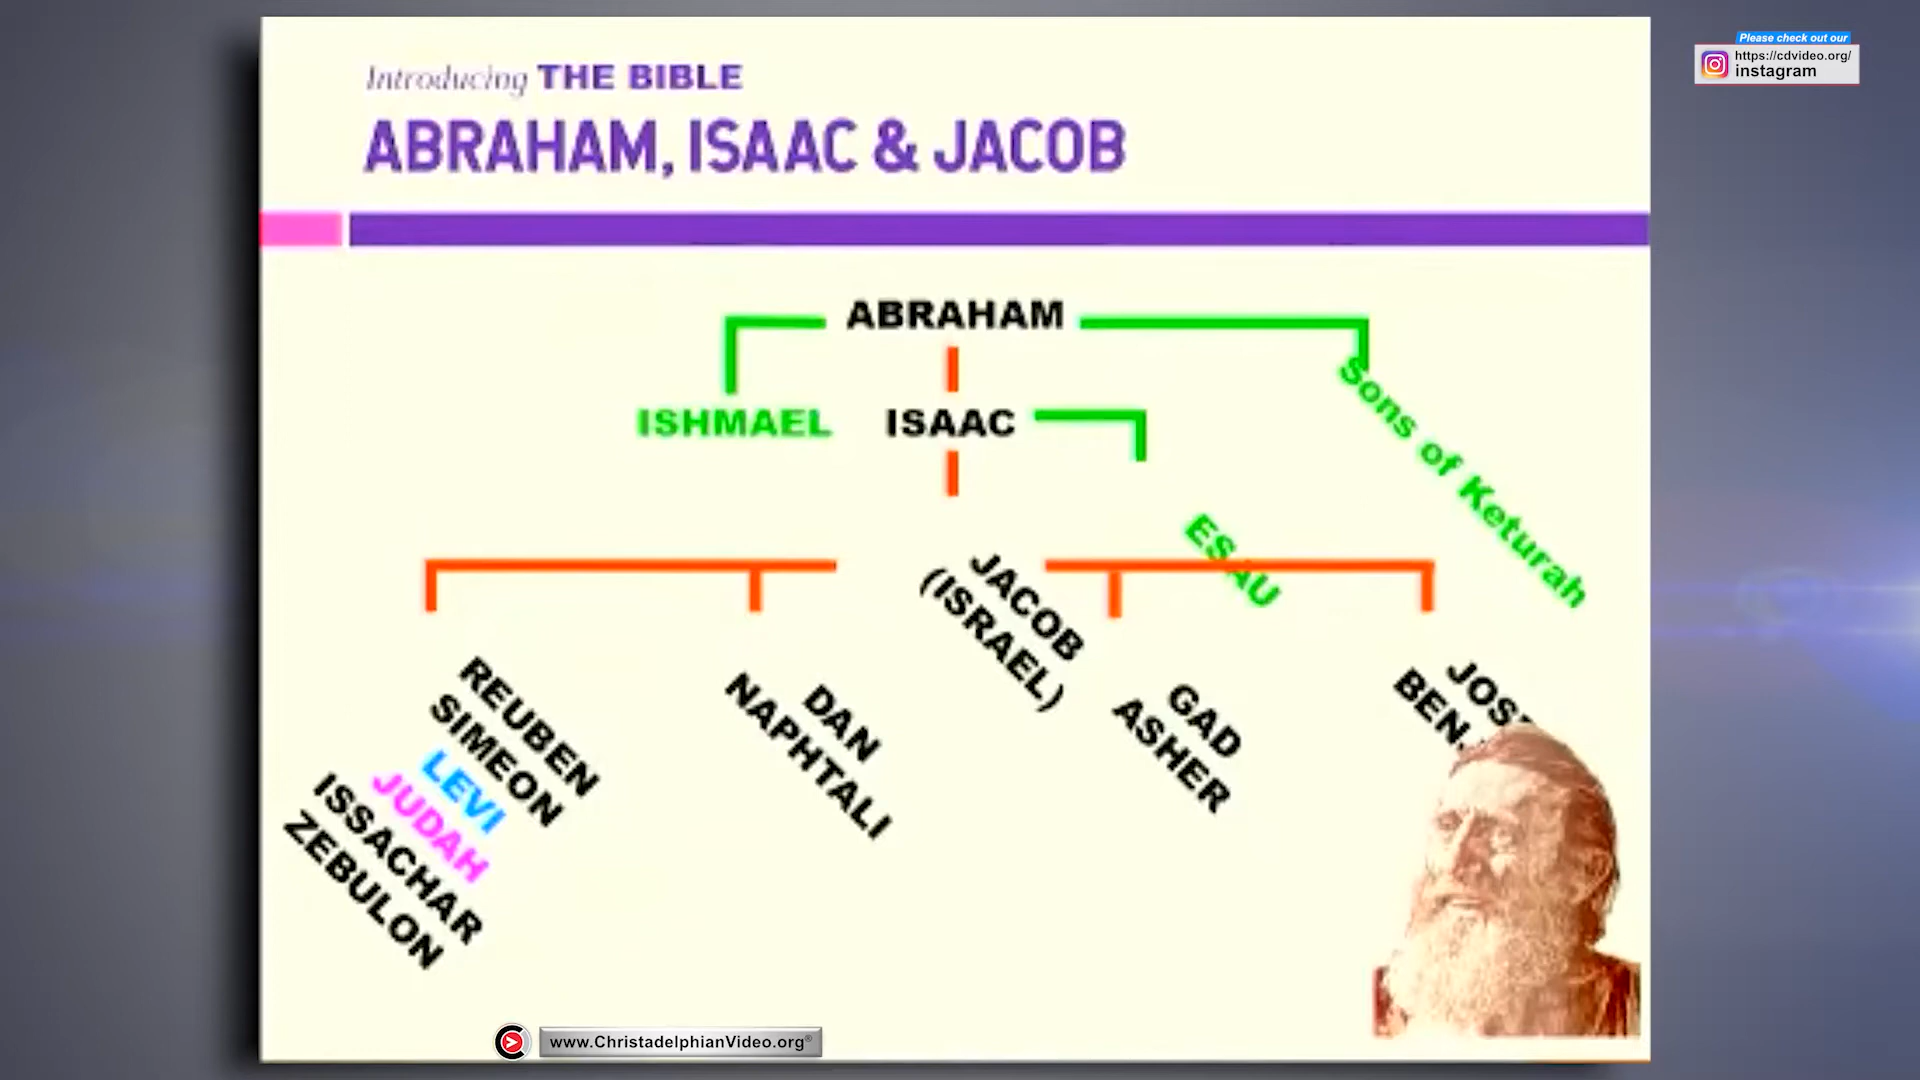 Please check out our
https://cdvideo.org/
instagram
Introducing THE BIBLE
ABRAHAM, ISAAC & JACOB
ABRAHAM
ISHMAEL
ISAAC
Sons of Keturah
ESAU
JACOB
(ISRAEL)
REUBEN
SIMEON
LEVI
JUDAH
ISSACHAR
ZEBULON
DAN
NAPHTALI
GAD
ASHER
www.ChristadelphianVideo.org®